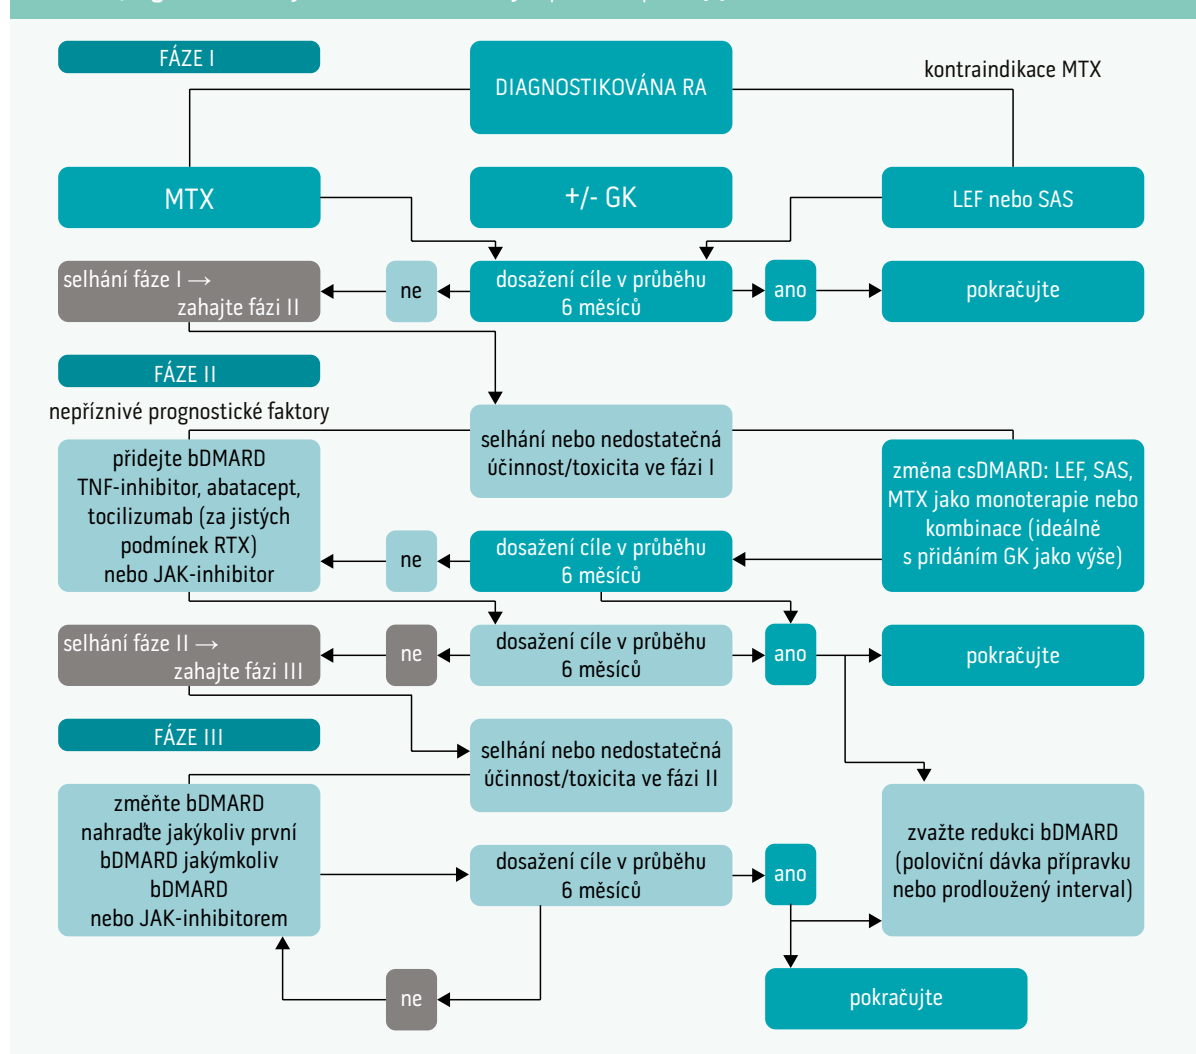 FÁZE I
DIAGNOSTIKOVÁNA RA
kontraindikace MTX
MTX
+/- GK
LEF nebo SAS
selhání fáze I →
zahajte fázi II
ne
dosažení cíle v průběhu
6 měsíců
ano
pokračujte
FÁZE II
nepříznivé prognostické faktory
selhání nebo nedostatečná
účinnost/toxicita ve fázi I
přidejte bDMARD
TNF-inhibitor, abatacept,
tocilizumab (za jistých
podmínek RTX)
nebo JAK-inhibitor
změna csDMARD: LEF, SAS,
MTX jako monoterapie nebo
kombinace (ideálně
s přidáním GK jako výše)
ne
dosažení cíle v průběhu
6 měsíců
selhání fáze II →
zahajte fázi III
ne
dosažení cíle v průběhu
6 měsíců
ano
pokračujte
FÁZE III
selhání nebo nedostatečná
účinnost/toxicita ve fázi II
změňte bDMARD
nahraďte jakýkoliv první
bDMARD jakýmkoliv
bDMARD
nebo JAK-inhibitorem
dosažení cíle v průběhu
6 měsíců
ano
zvažte redukci bDMARD
(poloviční dávka přípravku
nebo prodloužený interval)
ne
pokračujte